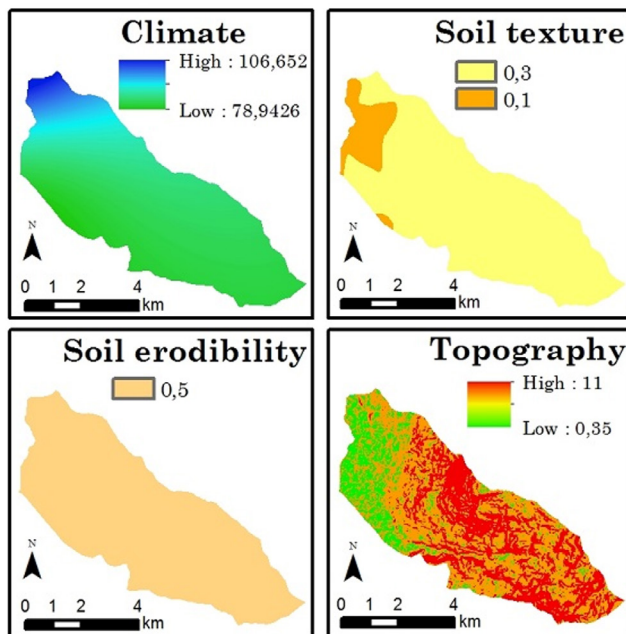 Climate
High : 106,652
Low : 78,9426
N
0 1 2 4
km
Soil texture
0,3
0,1
N
0 1 2 4
km
Soil erodibility
0,5
N
0 1 2 4
km
Topography
High : 11
Low : 0,35
N
0 1 2 4
km